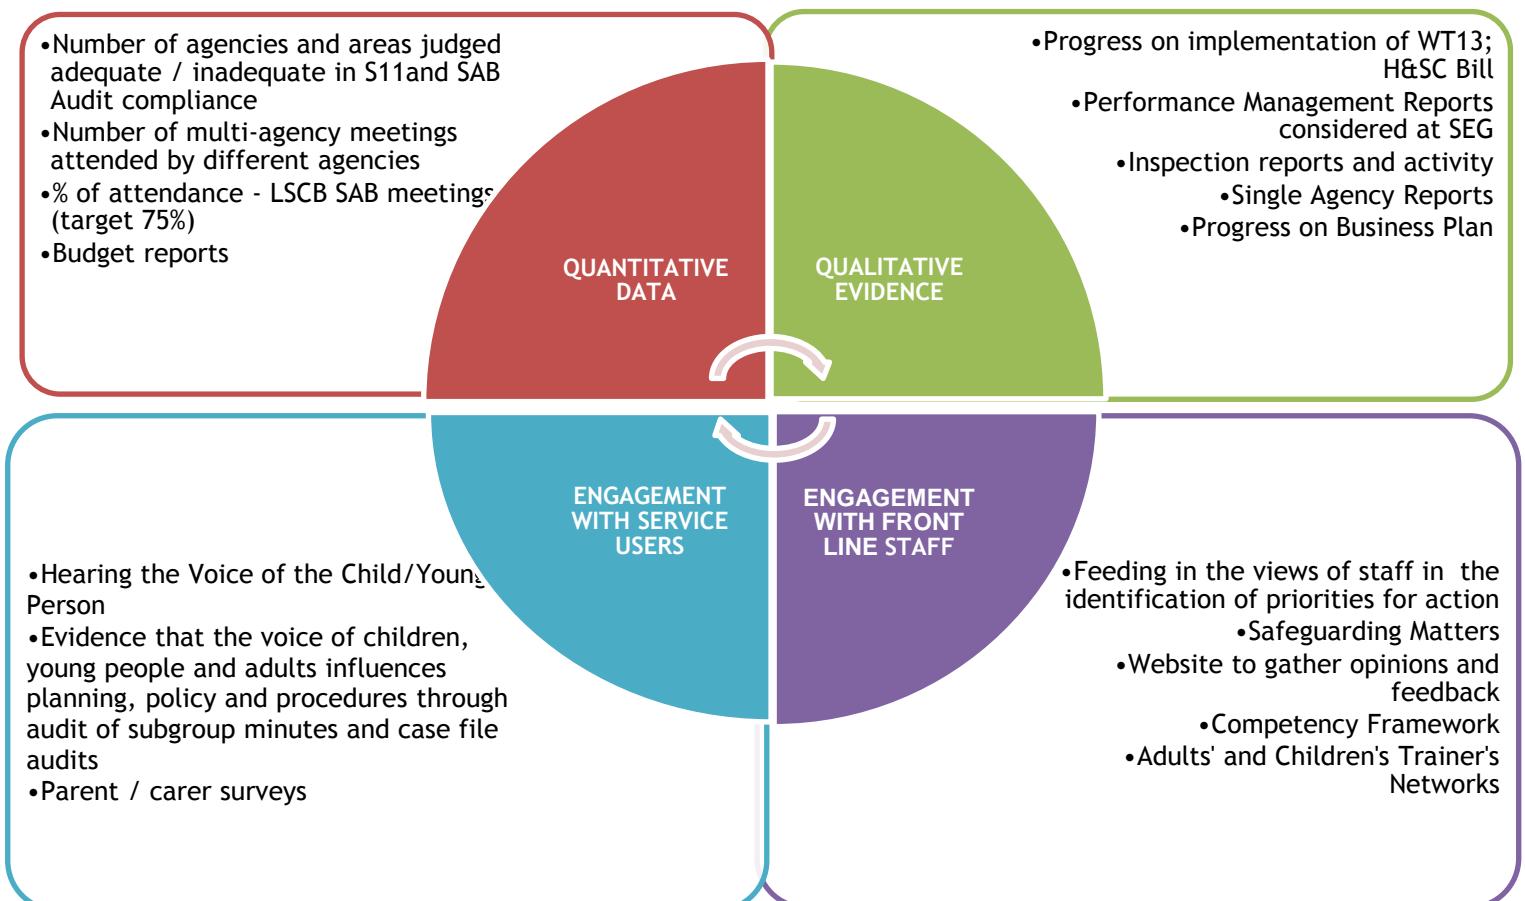 •Number of agencies and areas judged
adequate / inadequate in S11and SAB
Audit compliance
•Number of multi-agency meetings
attended by different agencies
•% of attendance - LSCB SAB meetings
(target 75%)
•Budget reports
•Progress on implementation of WT13;
H&SC Bill
•Performance Management Reports
considered at SEG
•Inspection reports and activity
•Single Agency Reports
•Progress on Business Plan
QUANTITATIVE
DATA
QUALITATIVE
EVIDENCE
ENGAGEMENT
WITH SERVICE
USERS
ENGAGEMENT
WITH FRONT
LINE STAFF
•Hearing the Voice of the Child/Young
Person
•Evidence that the voice of children,
young people and adults influences
planning, policy and procedures through
audit of subgroup minutes and case file
audits
•Parent / carer surveys
•Feeding in the views of staff in  the
identification of priorities for action
•Safeguarding Matters
•Website to gather opinions and
feedback
•Competency Framework
•Adults' and Children's Trainer's
Networks